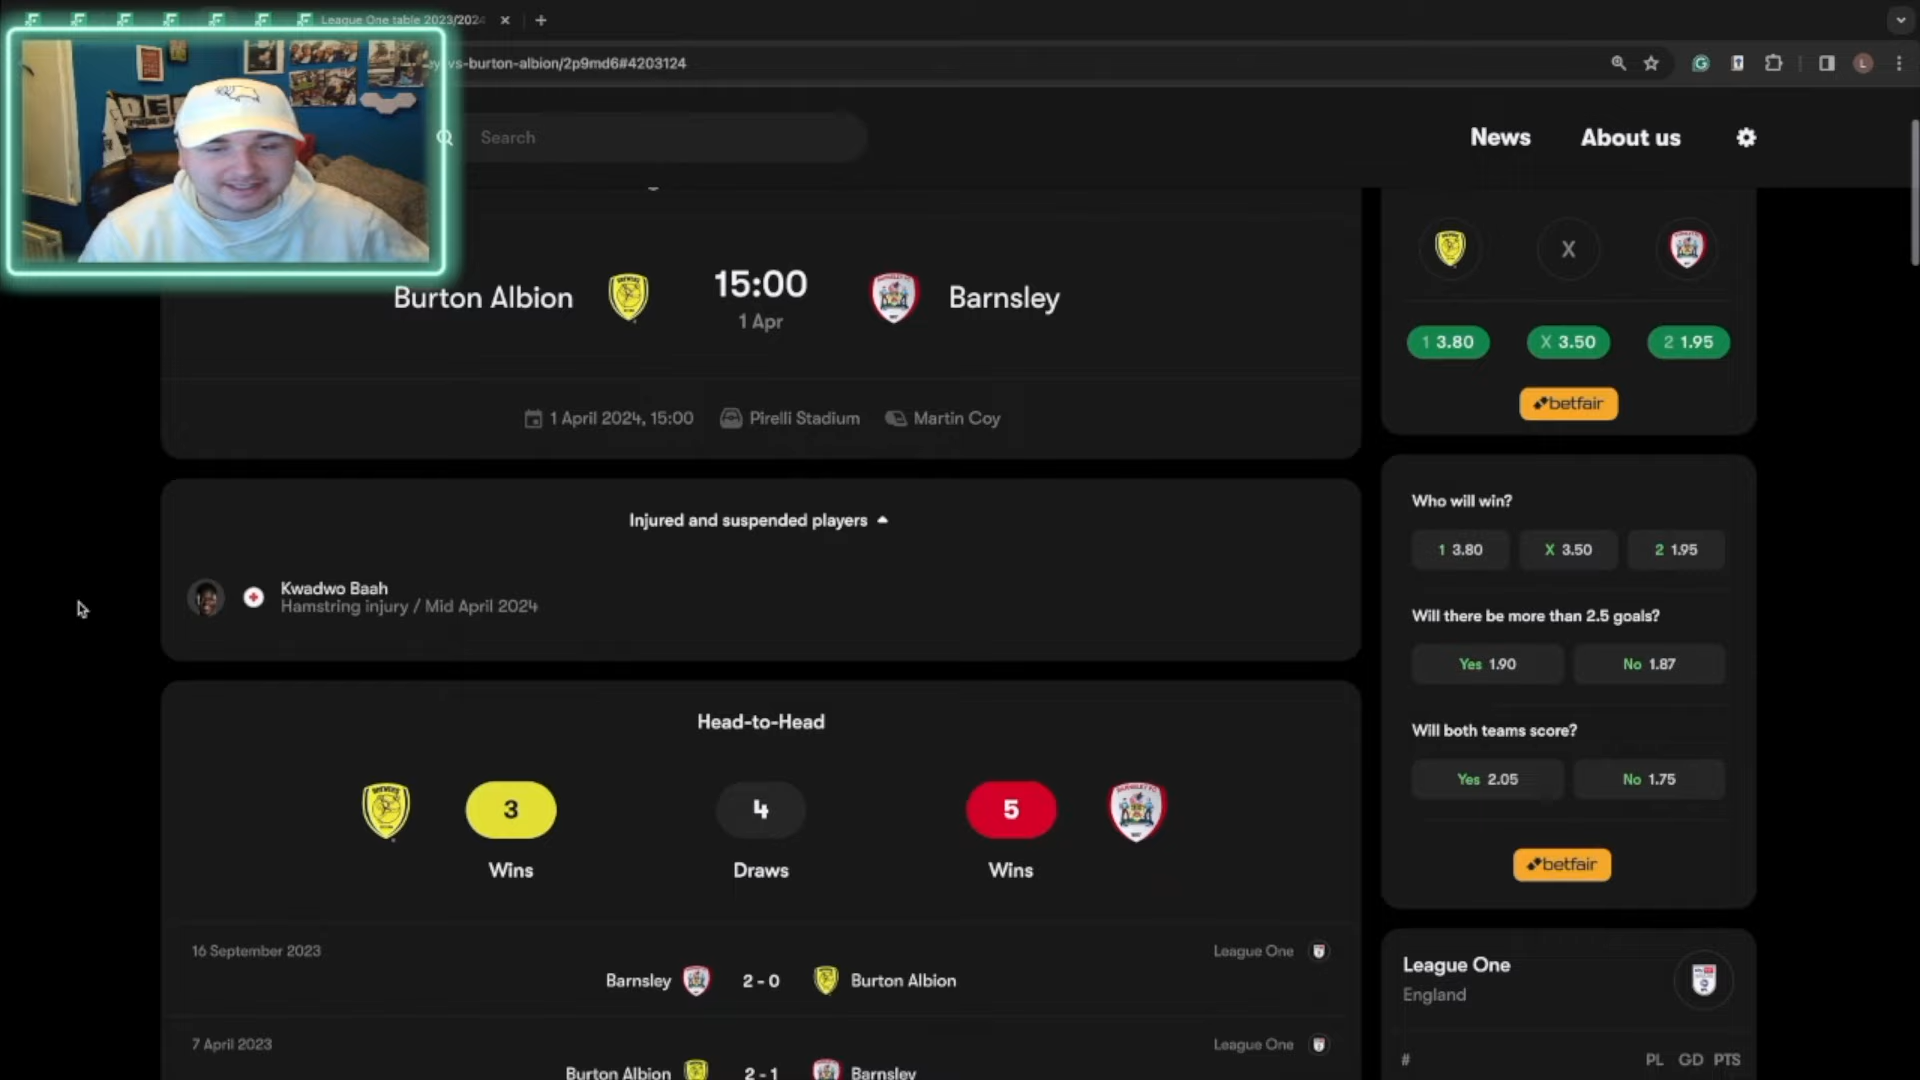 League One table 2023/2024
vs-burton-albion/2p9md6#4203124
L
Search
News
About us
Burton Albion
15:00
1 Apr
Barnsley
1 April 2024, 15:00
Pirelli Stadium
Martin Coy
X
1 3.80
X 3.50
2 1.95
betfair
Injured and suspended players
Kwadwo Baah
Hamstring injury / Mid April 2024
Who will win?
1 3.80
X 3.50
2 1.95
Will there be more than 2.5 goals?
Yes 1.90
No 1.87
Will both teams score?
Yes 2.05
No 1.75
betfair
Head-to-Head
3
4
5
Wins
Draws
Wins
16 September 2023
League One
Barnsley
2 - 0
Burton Albion
7 April 2023
League One
Burton Albion
2 - 1
Barnsley
League One
England
#
PL
GD
PTS